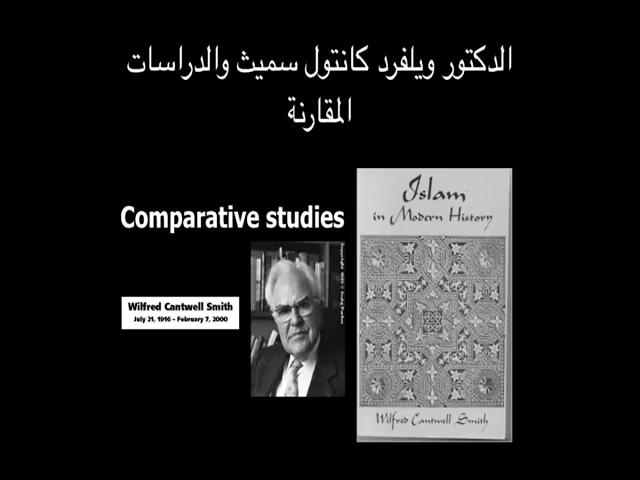 الدكتور ويلفرد كانتول سميث والدراسات
المقارنة
Comparative studies
Islam
in Modern History
Wilfred Cantwell Smith
July 21, 1916 - February 7, 2000
Wilfred Cantwell Smith